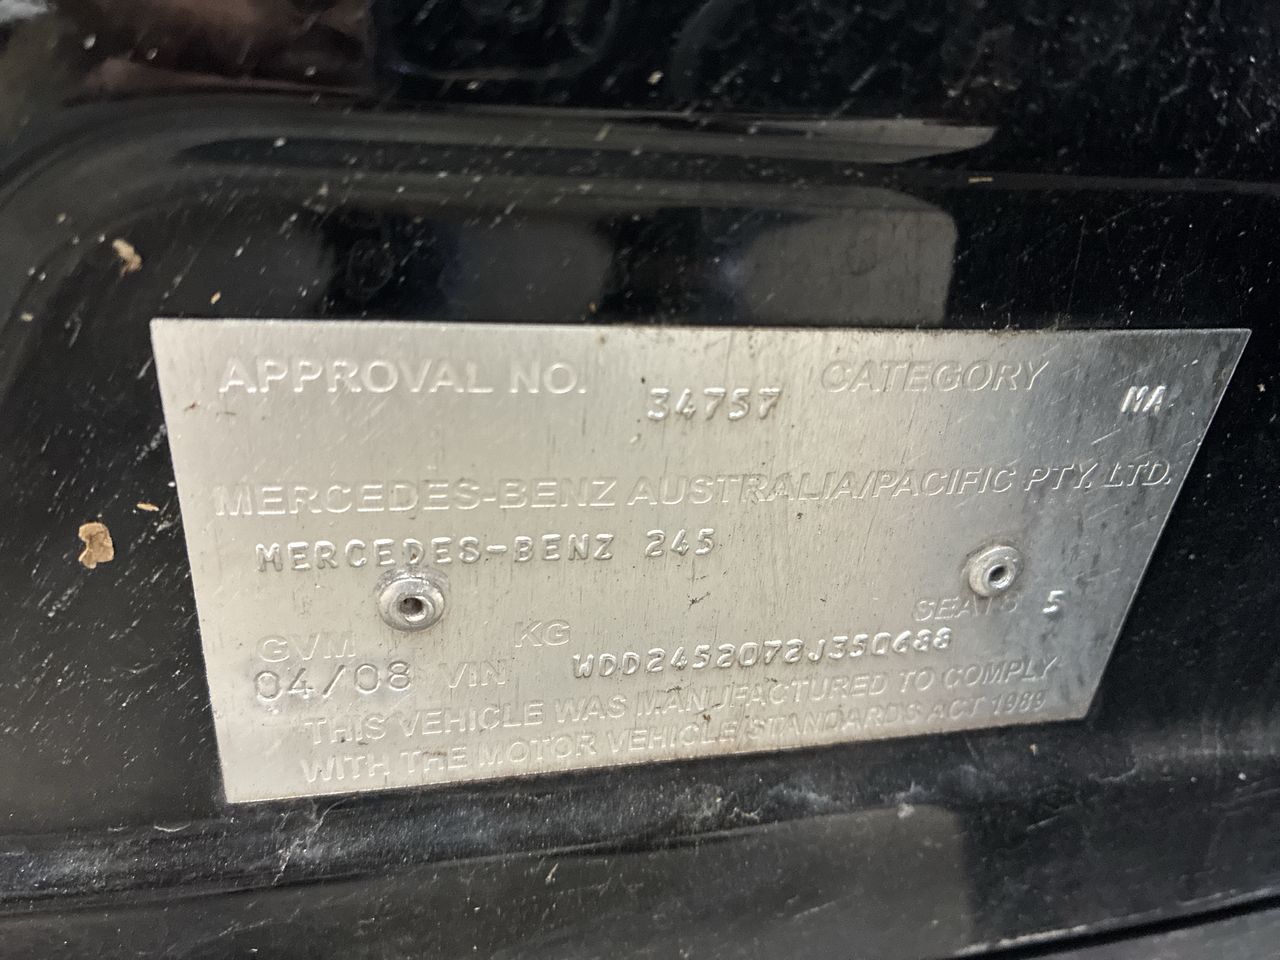 APPROVAL NO. 34757 CATEGORY MA
MERCEDES-BENZ AUSTRALIA/PACIFIC PTY. LTD.
MERCEDES-BENZ 245
SEATS 5
GVM KG
04/08 VIN WDD2452072J350688
THIS VEHICLE WAS MANUFACTURED TO COMPLY
WITH THE MOTOR VEHICLE STANDARDS ACT 1989